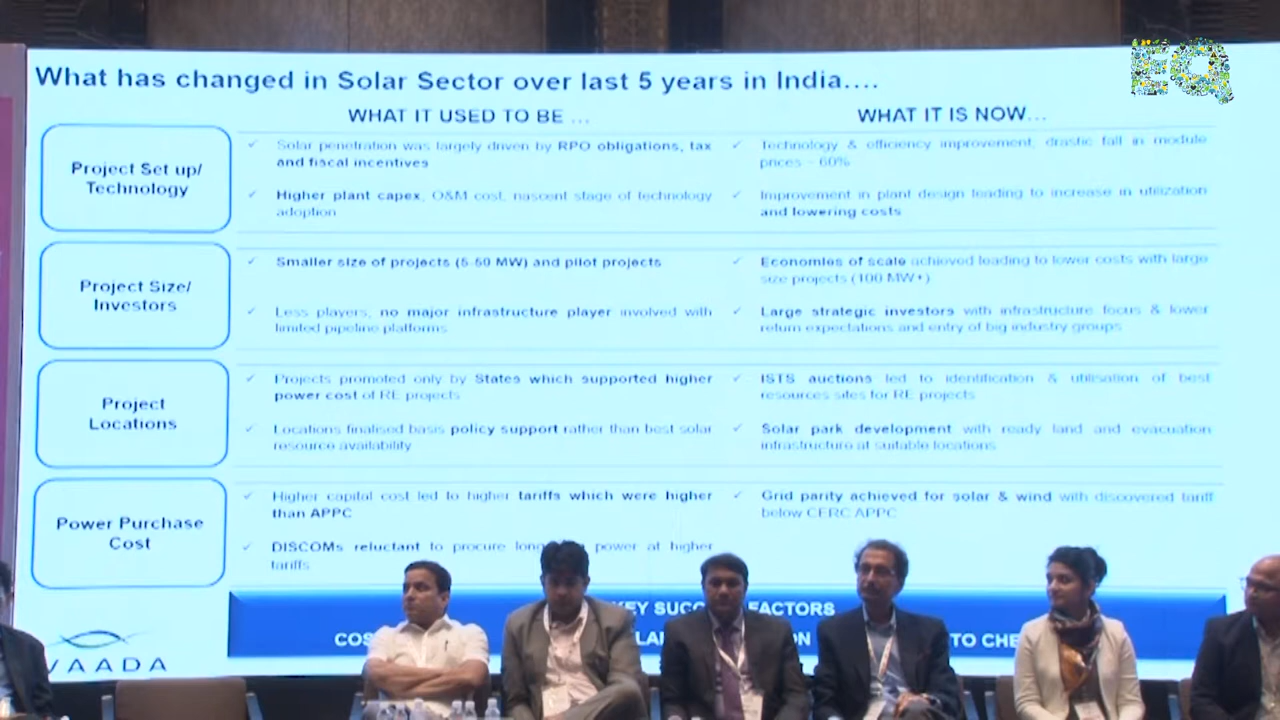 EQ
What has changed in Solar Sector over last 5 years in India....
WHAT IT USED TO BE ...
WHAT IT IS NOW...
Project Set up/
Technology
✓ Solar penetration was largely driven by RPO obligations, tax
and fiscal incentives
✓ Higher plant capex, O&M cost, nascent stage of technology
adoption
✓ Technology & efficiency improvement, drastic fall in module
prices ~ 60%
✓ Improvement in plant design leading to increase in utilization
and lowering costs
Project Size/
Investors
✓ Smaller size of projects (5-50 MW) and pilot projects
✓ Less players, no major infrastructure player involved with
limited pipeline platforms
✓ Economies of scale achieved leading to lower costs with large
size projects (100 MW+)
✓ Large strategic investors with infrastructure focus & lower
return expectations and entry of big industry groups
Project
Locations
✓ Projects promoted only by States which supported higher
power cost of RE projects
✓ Locations finalised basis policy support rather than best solar
resource availability
✓ ISTS auctions led to identification & utilisation of best
resources sites for RE projects
✓ Solar park development with ready land and evacuation
infrastructure at suitable locations
Power Purchase
Cost
✓ Higher capital cost led to higher tariffs which were higher
than APPC
✓ DISCOMs reluctant to procure long power at higher
tariffs
✓ Grid parity achieved for solar & wind with discovered tariff
below CERC APPC
KEY FACTORS
TO
VAADA